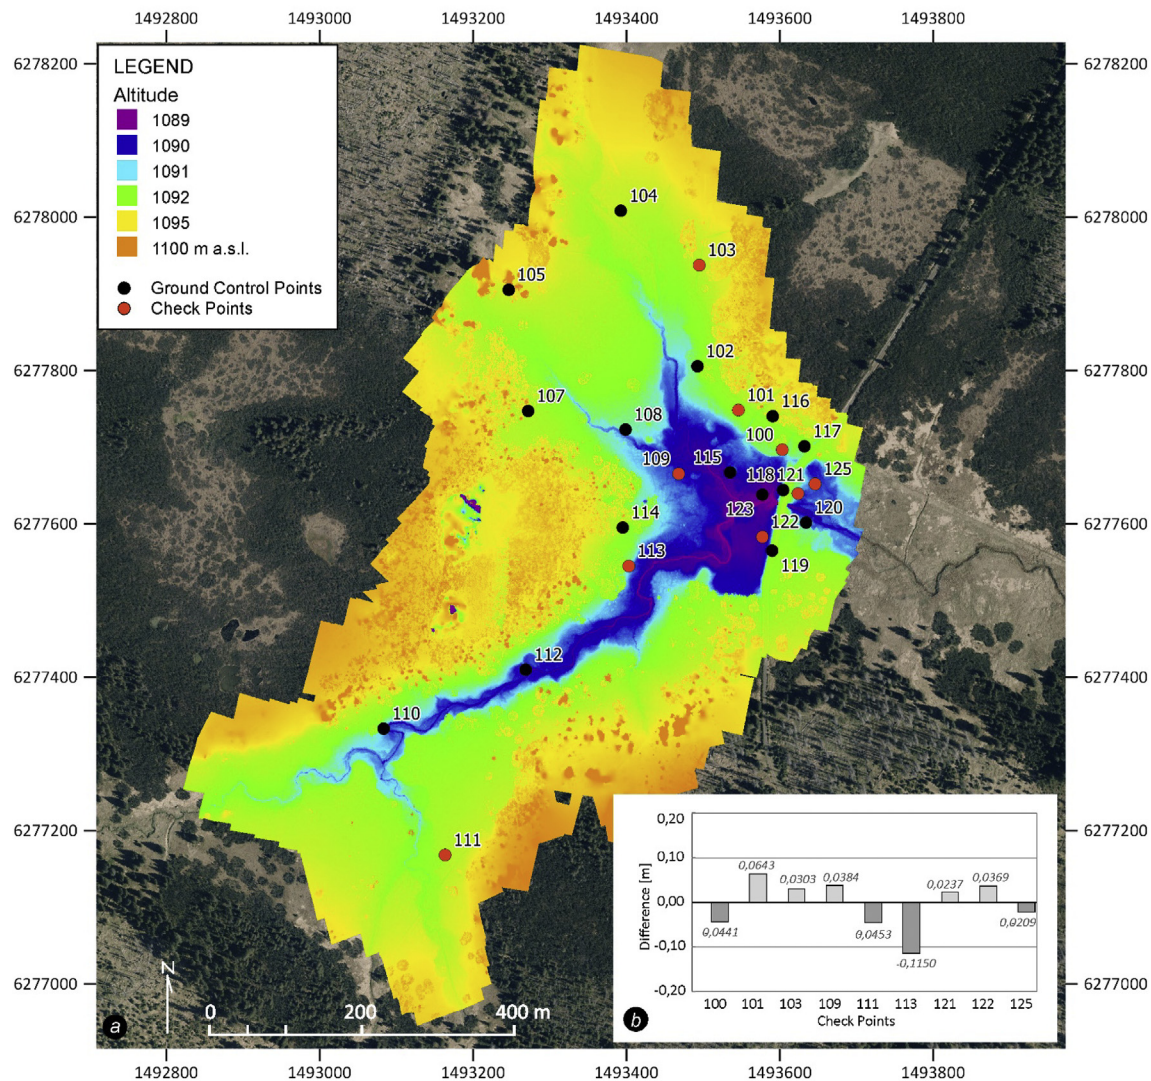 1492800 1493000 1493200 1493400 1493600 1493800
6278200 6278200
LEGEND
Altitude
1089
1090
1091
1092
1095
1100 m a.s.l.
Ground Control Points
Check Points
104
6278000 6278000
103
105
102
6277800 6277800
101 116
107
108
100 117
109 115 118 121 125
114 123 122 120
6277600 6277600
113
119
112
6277400 6277400
110
111
6277200 6277200
6277000 6277000
N
0 200 400 m
a
0,20
0,10
0,00
-0,10
-0,20
Difference [m]
0,0643
0,0303
0,0384
0,0237
0,0369
-0,0441
-0,0453
-0,1150
-0,0209
100 101 103 109 111 113 121 122 125
Check Points
b
1492800 1493000 1493200 1493400 1493600 1493800